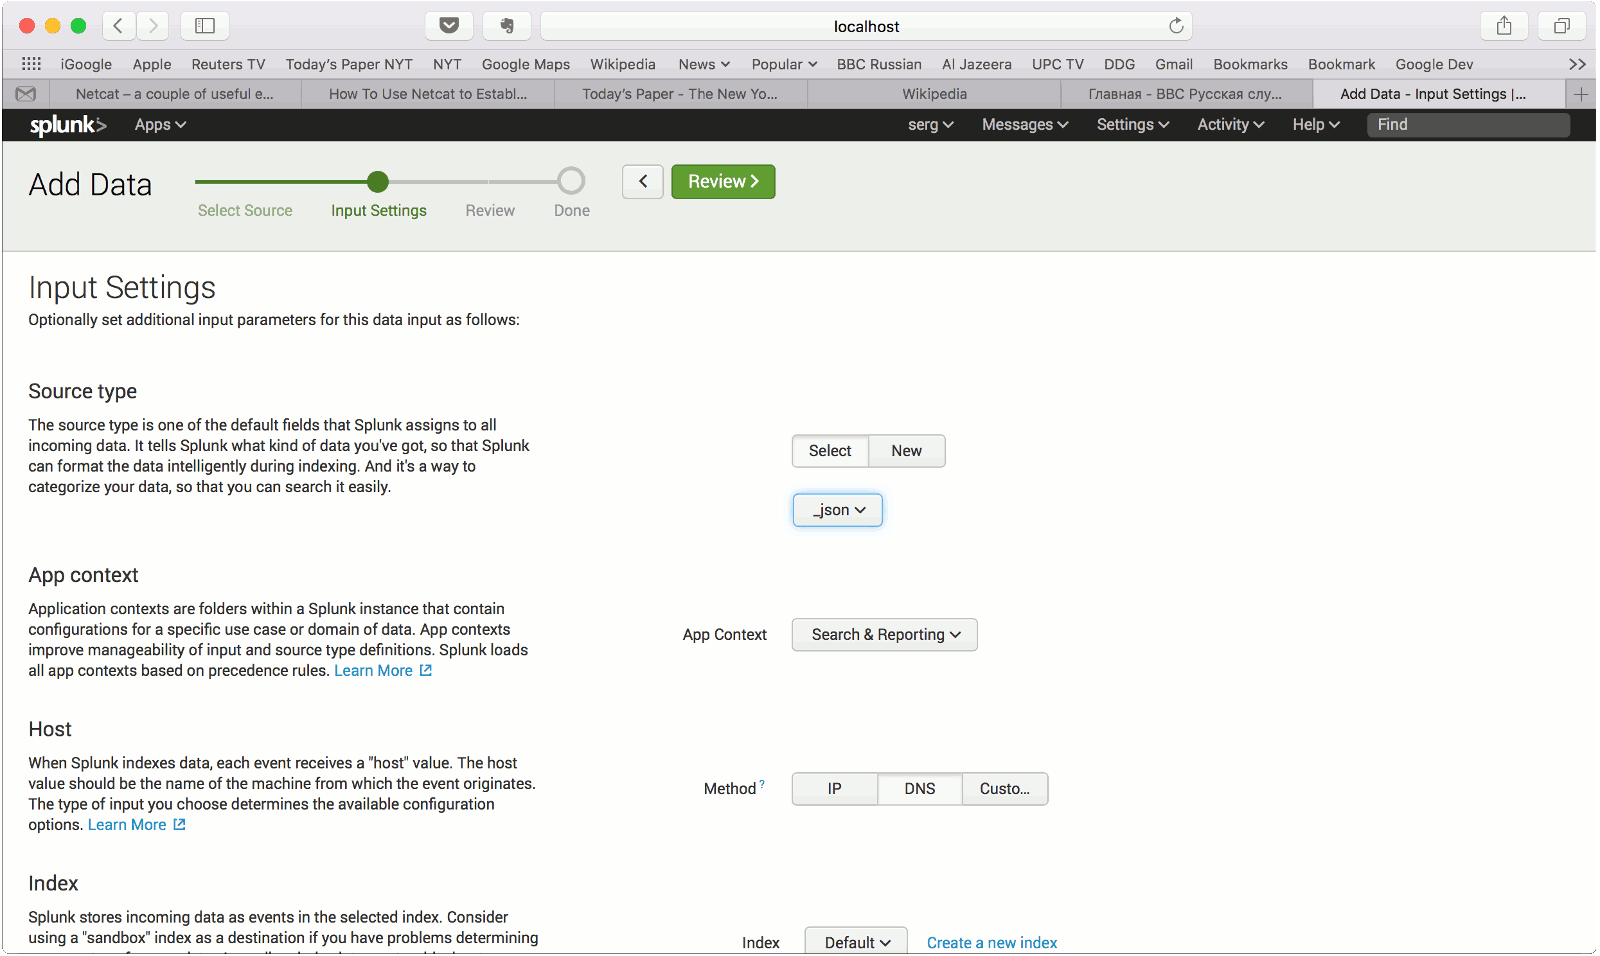 localhost
iGoogle Apple Reuters TV Today's Paper NYT NYT Google Maps Wikipedia News Popular BBC Russian Al Jazeera UPC TV DDG Gmail Bookmarks Bookmark Google Dev
Netcat – a couple of useful e... How To Use Netcat to Establ... Today's Paper - The New Yo... Wikipedia Главная - BBC Русская слу... Add Data - Input Settings |...
splunk> Apps serg Messages Settings Activity Help Find
Add Data
Review
Select Source Input Settings Review Done
Input Settings
Optionally set additional input parameters for this data input as follows:
Source type
The source type is one of the default fields that Splunk assigns to all
incoming data. It tells Splunk what kind of data you've got, so that Splunk
can format the data intelligently during indexing. And it's a way to
categorize your data, so that you can search it easily.
Select New
_json
App context
Application contexts are folders within a Splunk instance that contain
configurations for a specific use case or domain of data. App contexts
improve manageability of input and source type definitions. Splunk loads
all app contexts based on precedence rules. Learn More
App Context Search & Reporting
Host
When Splunk indexes data, each event receives a "host" value. The host
value should be the name of the machine from which the event originates.
The type of input you choose determines the available configuration
options. Learn More
Method ? IP DNS Custo...
Index
Splunk stores incoming data as events in the selected index. Consider
using a "sandbox" index as a destination if you have problems determining
Index Default Create a new index